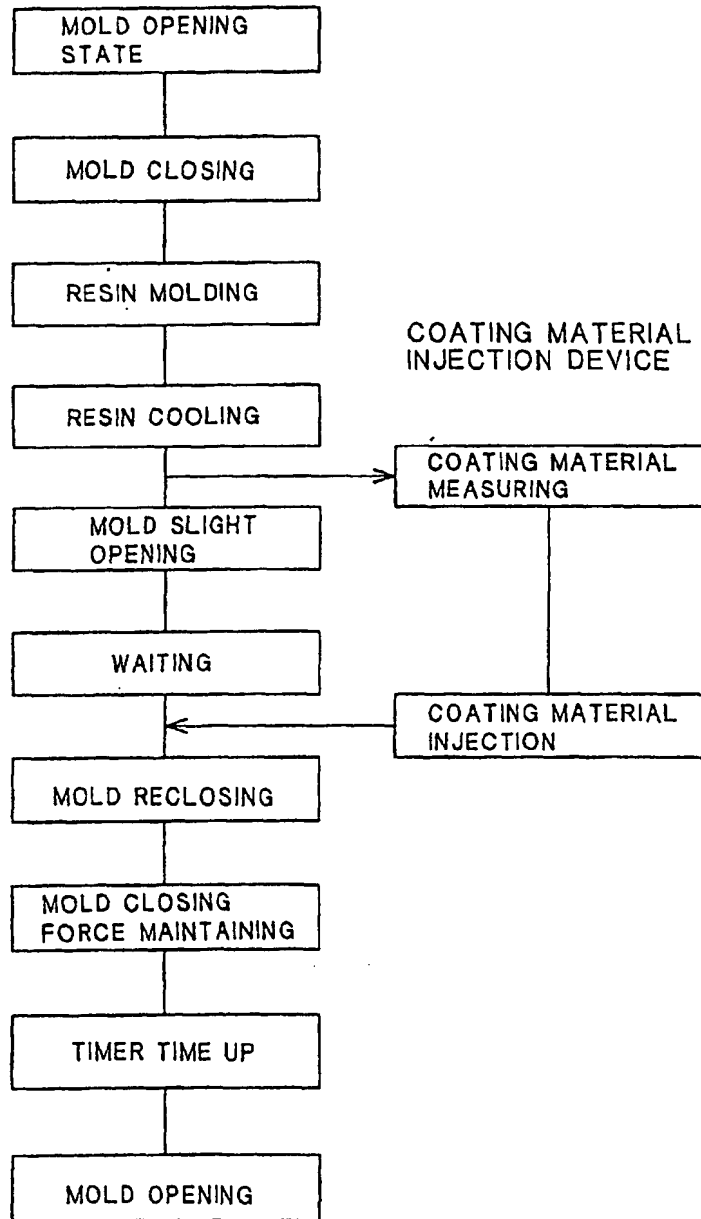 MOLD OPENING
STATE
MOLD CLOSING
RESIN MOLDING
RESIN COOLING
COATING MATERIAL
INJECTION DEVICE
COATING MATERIAL
MEASURING
MOLD SLIGHT
OPENING
WAITING
COATING MATERIAL
INJECTION
MOLD RECLOSING
MOLD CLOSING
FORCE MAINTAINING
TIMER TIME UP
MOLD OPENING